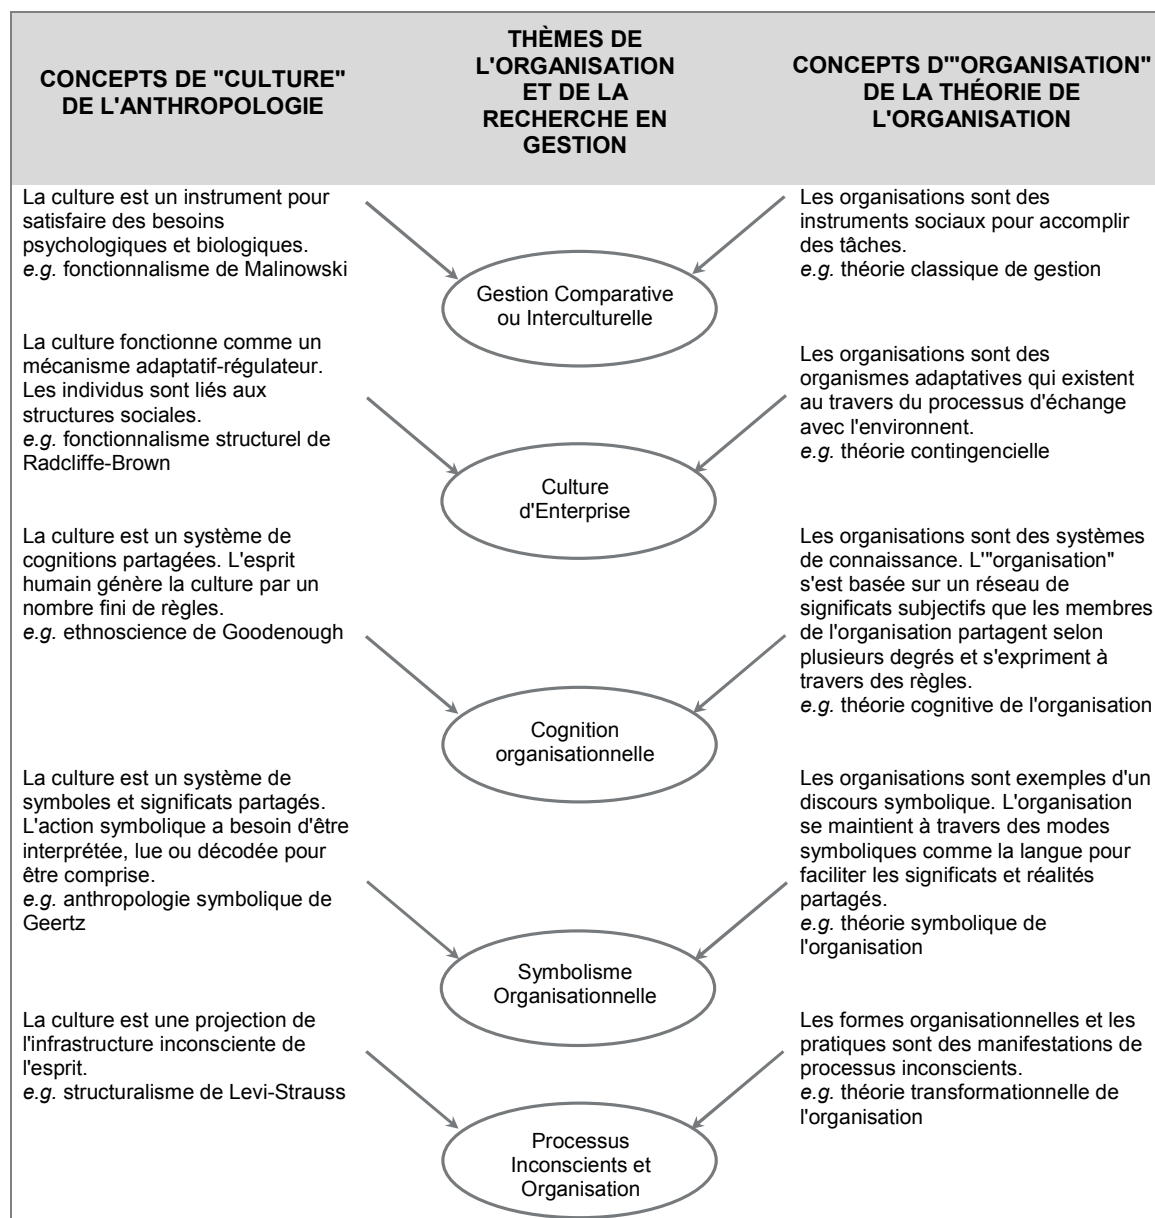 CONCEPTS DE "CULTURE"
DE L'ANTHROPOLOGIE
THÈMES DE
L'ORGANISATION
ET DE LA
RECHERCHE EN
GESTION
CONCEPTS D'"ORGANISATION"
DE LA THÉORIE DE
L'ORGANISATION
La culture est un instrument pour
satisfaire des besoins
psychologiques et biologiques.
e.g. fonctionnalisme de Malinowski
Gestion Comparative
ou Interculturelle
Les organisations sont des
instruments sociaux pour accomplir
des tâches.
e.g. théorie classique de gestion
La culture fonctionne comme un
mécanisme adaptatif-régulateur.
Les individus sont liés aux
structures sociales.
e.g. fonctionnalisme structurel de
Radcliffe-Brown
Culture
d'Enterprise
Les organisations sont des
organismes adaptatives qui existent
au travers du processus d'échange
avec l'environnent.
e.g. théorie contingencielle
La culture est un système de
cognitions partagées. L'esprit
humain génère la culture par un
nombre fini de règles.
e.g. ethnoscience de Goodenough
Cognition
organisationnelle
Les organisations sont des systèmes
de connaissance. L'"organisation"
s'est basée sur un réseau de
significats subjectifs que les membres
de l'organisation partagent selon
plusieurs degrés et s'expriment à
travers des règles.
e.g. théorie cognitive de l'organisation
La culture est un système de
symboles et significats partagés.
L'action symbolique a besoin d'être
interprétée, lue ou décodée pour
être comprise.
e.g. anthropologie symbolique de
Geertz
Symbolisme
Organisationnelle
Les organisations sont exemples d'un
discours symbolique. L'organisation
se maintient à travers des modes
symboliques comme la langue pour
faciliter les significats et réalités
partagés.
e.g. théorie symbolique de
l'organisation
La culture est une projection de
l'infrastructure inconsciente de
l'esprit.
e.g. structuralisme de Levi-Strauss
Processus
Inconscients et
Organisation
Les formes organisationnelles et les
pratiques sont des manifestations de
processus inconscients.
e.g. théorie transformationnelle de
l'organisation